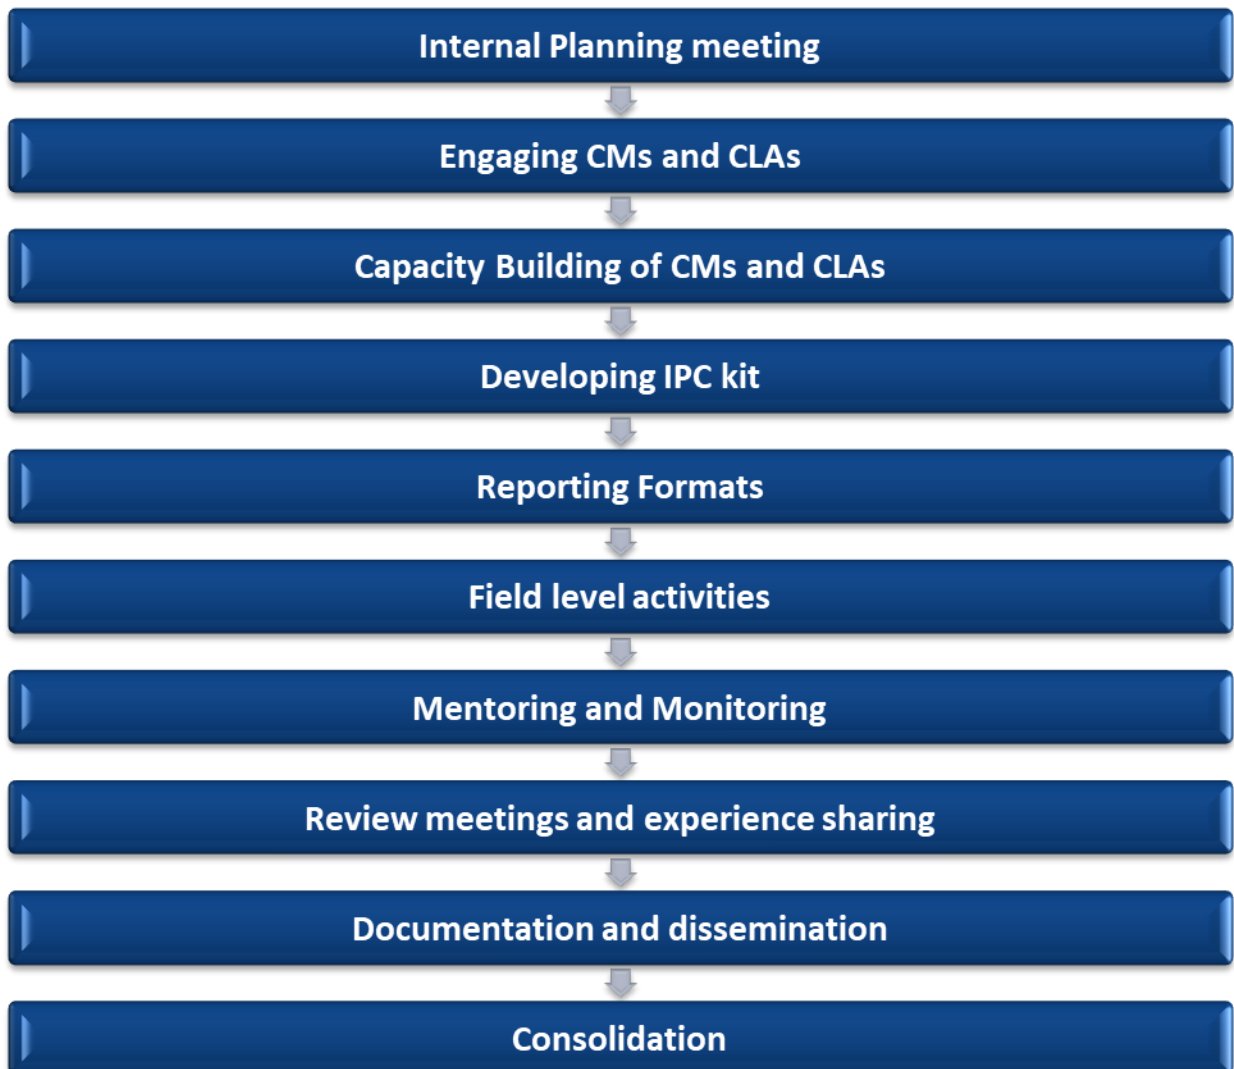 Internal Planning meeting
Engaging CMs and CLAs
Capacity Building of CMs and CLAs
Developing IPC kit
Reporting Formats
Field level activities
Mentoring and Monitoring
Review meetings and experience sharing
Documentation and dissemination
Consolidation